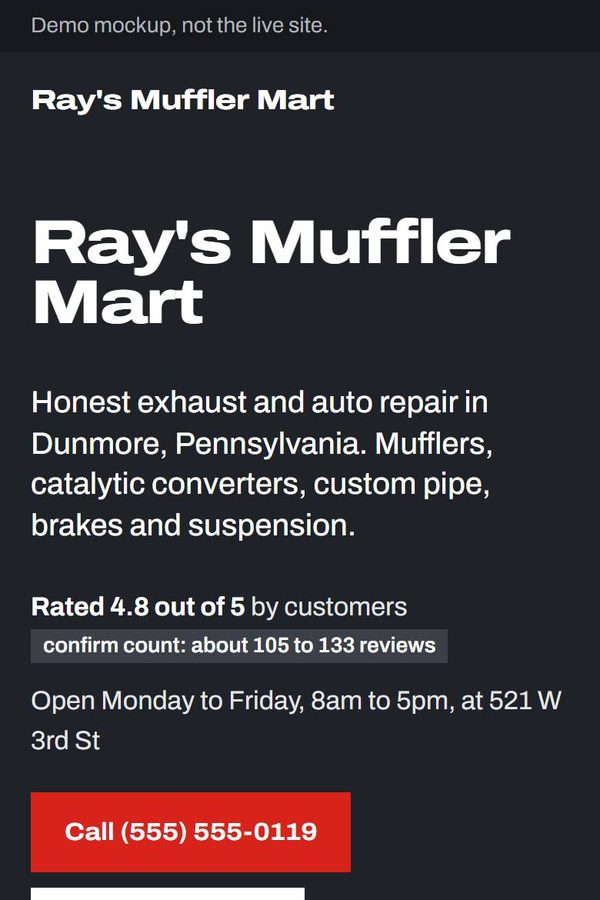 Demo mockup, not the live site.
Ray's Muffler Mart
Ray's Muffler
Mart
Honest exhaust and auto repair in
Dunmore, Pennsylvania. Mufflers,
catalytic converters, custom pipe,
brakes and suspension.
Rated 4.8 out of 5 by customers
confirm count: about 105 to 133 reviews
Open Monday to Friday, 8am to 5pm, at 521 W
3rd St
Call (555) 555-0119